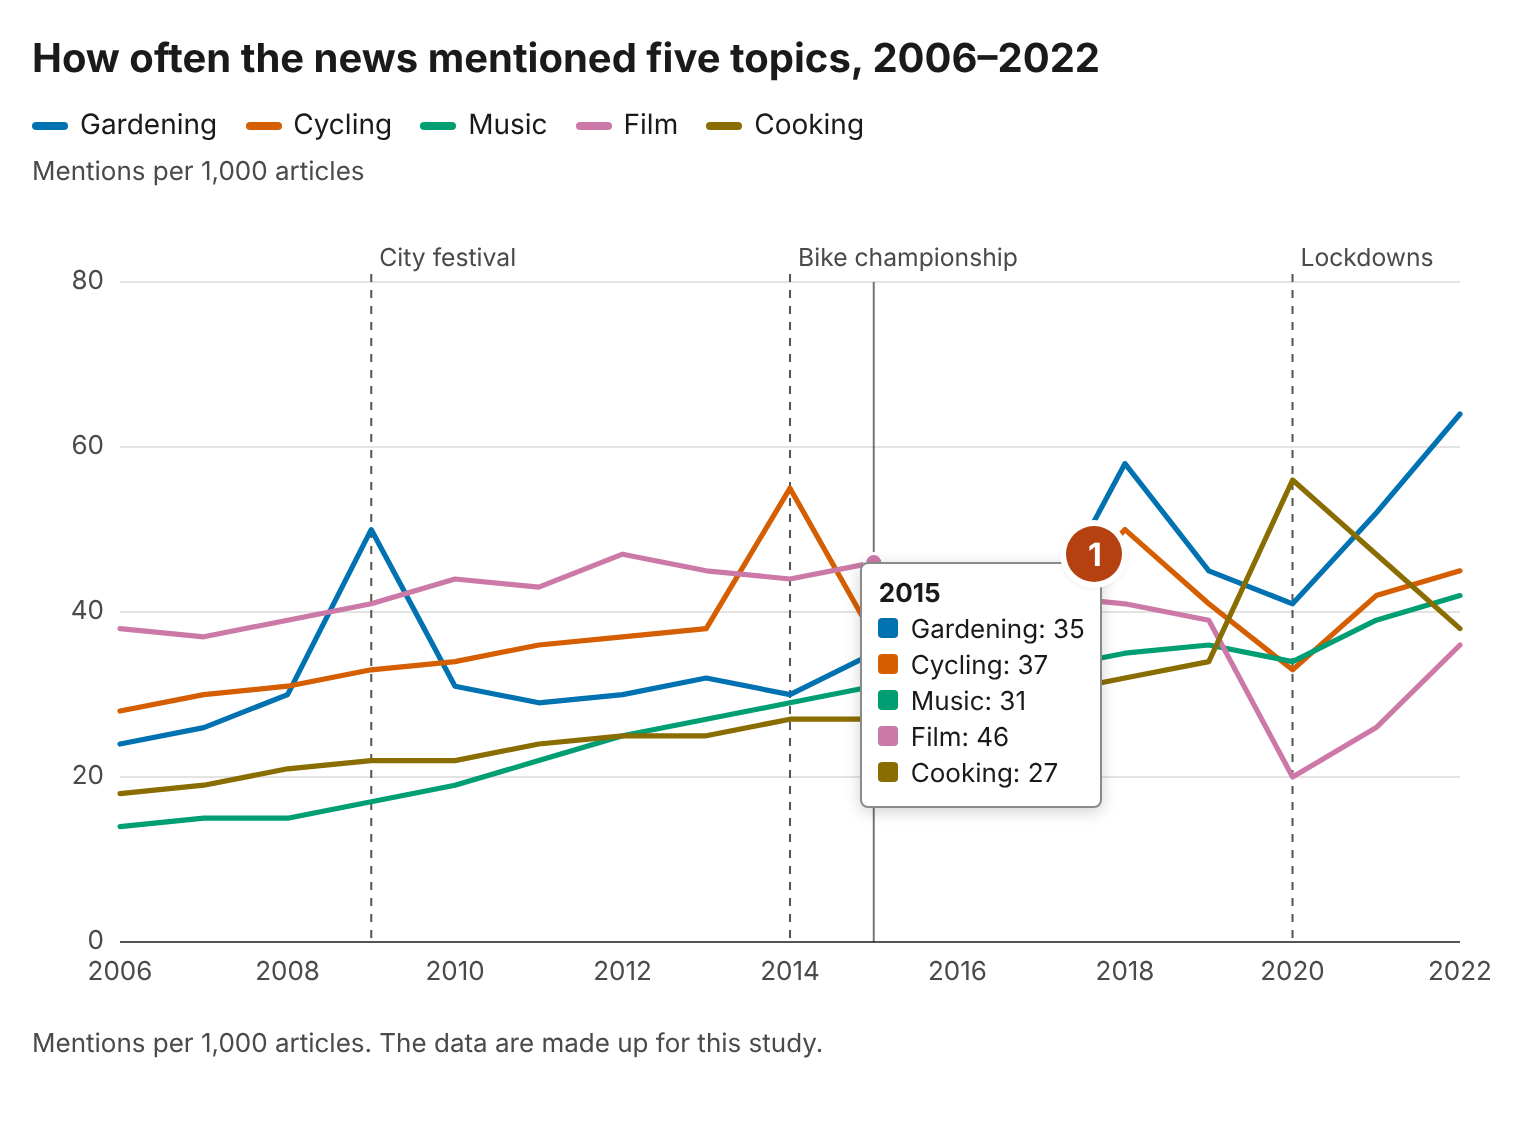 How often the news mentioned five topics, 2006–2022
Gardening Cycling Music Film Cooking
Mentions per 1,000 articles
City festival Bike championship Lockdowns
80
60
40
20
0
1
2015
Gardening: 35
Cycling: 37
Music: 31
Film: 46
Cooking: 27
2006 2008 2010 2012 2014 2016 2018 2020 2022
Mentions per 1,000 articles. The data are made up for this study.